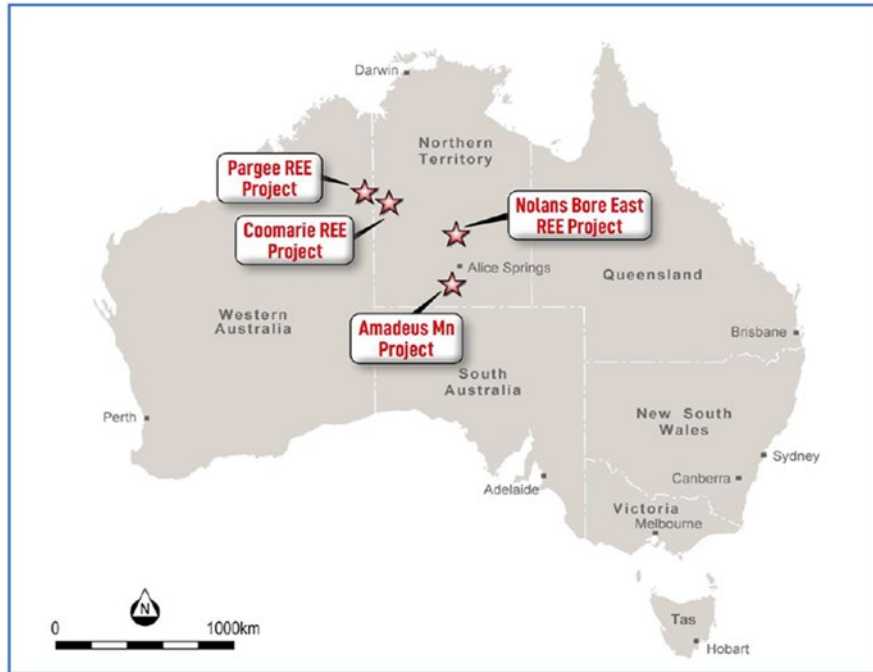 Darwin
Northern
Territory
Pargee REE
Project
Coomarie REE
Project
Nolans Bore East
REE Project
Alice Springs
Queensland
Western
Australia
Amadeus Mn
Project
Brisbane
South
Australia
Perth
New South
Wales
Sydney
Canberra
Adelaide
Victoria
Melbourne
N
0 1000km
Tas
Hobart